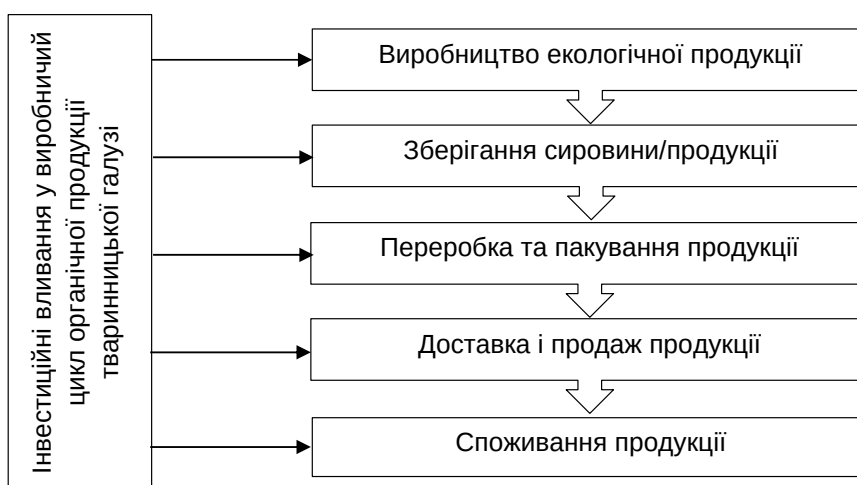 Інвестиційні вливання у виробничий
цикл органічної продукції
тваринницької галузі
Виробництво екологічної продукції
Зберігання сировини/продукції
Переробка та пакування продукції
Доставка і продаж продукції
Споживання продукції